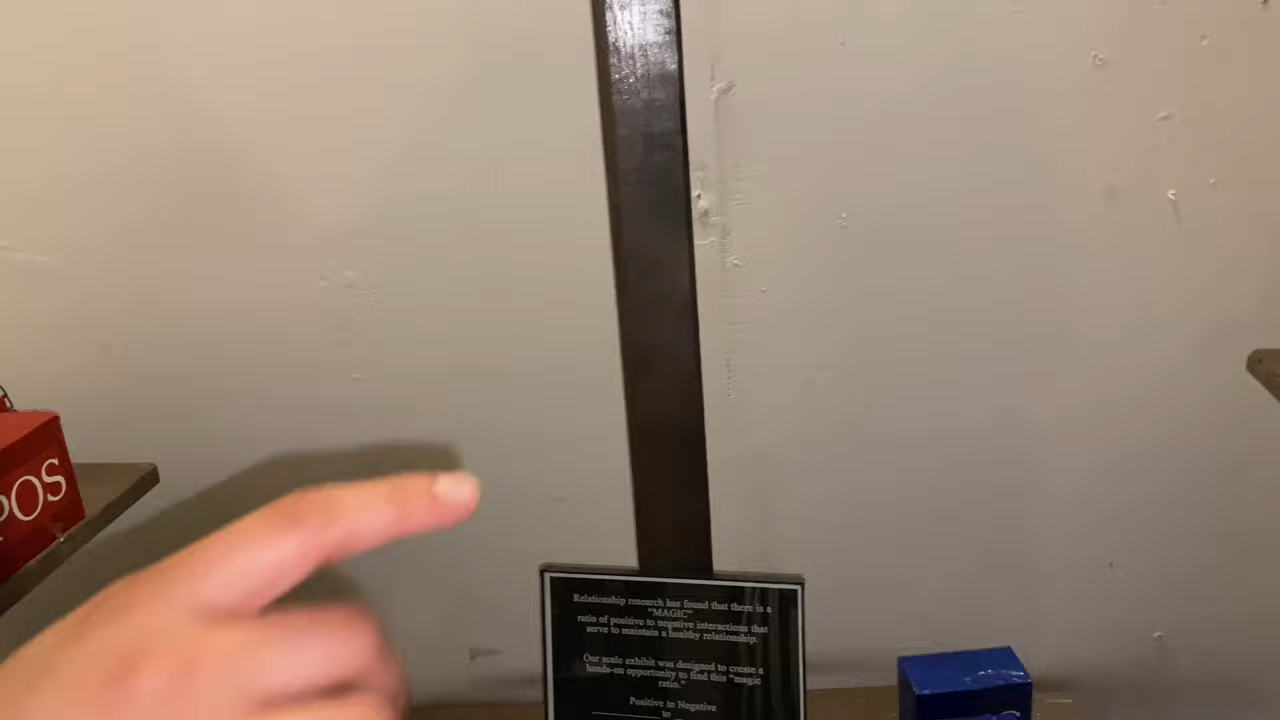 POS
Relationship research has found that there is a
"MAGIC"
ratio of positive to negative interactions that
serve to maintain a healthy relationship.
Our scale exhibit was designed to create a
hands-on opportunity to find this "magic
ratio."
Positive to Negative
________ to